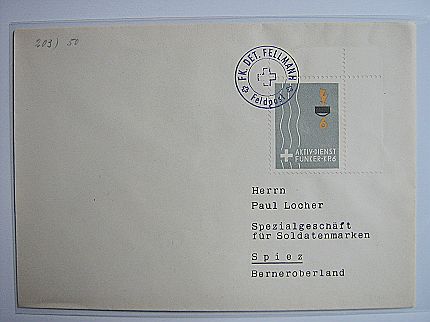 203) 50
FK. DET. FELLMANN
Feldpost
AKTIV-DIENST
FUNKER-KP.6
Herrn
Paul Locher
Spezialgeschäft
für Soldatenmarken
Spiez
Berneroberland